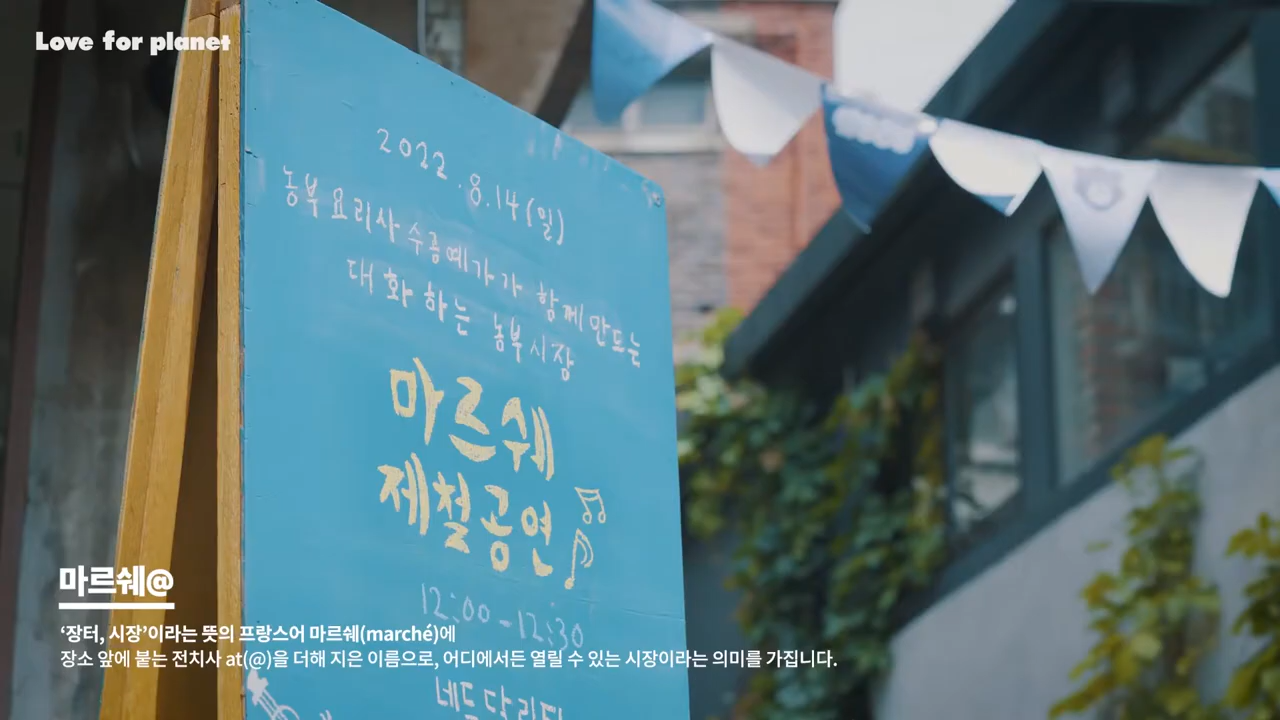 Love for planet
2022.8.14(일)
농부 요리사 수공예가가 함께 만드는
대화하는 농부시장
마르쉐
제철공연
12:00-12:30
마르쉐@
‘장터, 시장’이라는 뜻의 프랑스어 마르쉐(marché)에
장소 앞에 붙는 전치사 at(@)을 더해 지은 이름으로, 어디에서든 열릴 수 있는 시장이라는 의미를 가집니다.